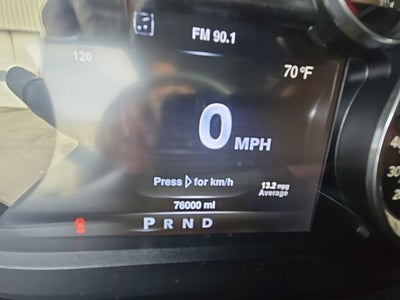 FM 90.1
120
70°F
0 MPH
Press ▷ for km/h
13.2 mpg
Average
76000 mi
P R N D